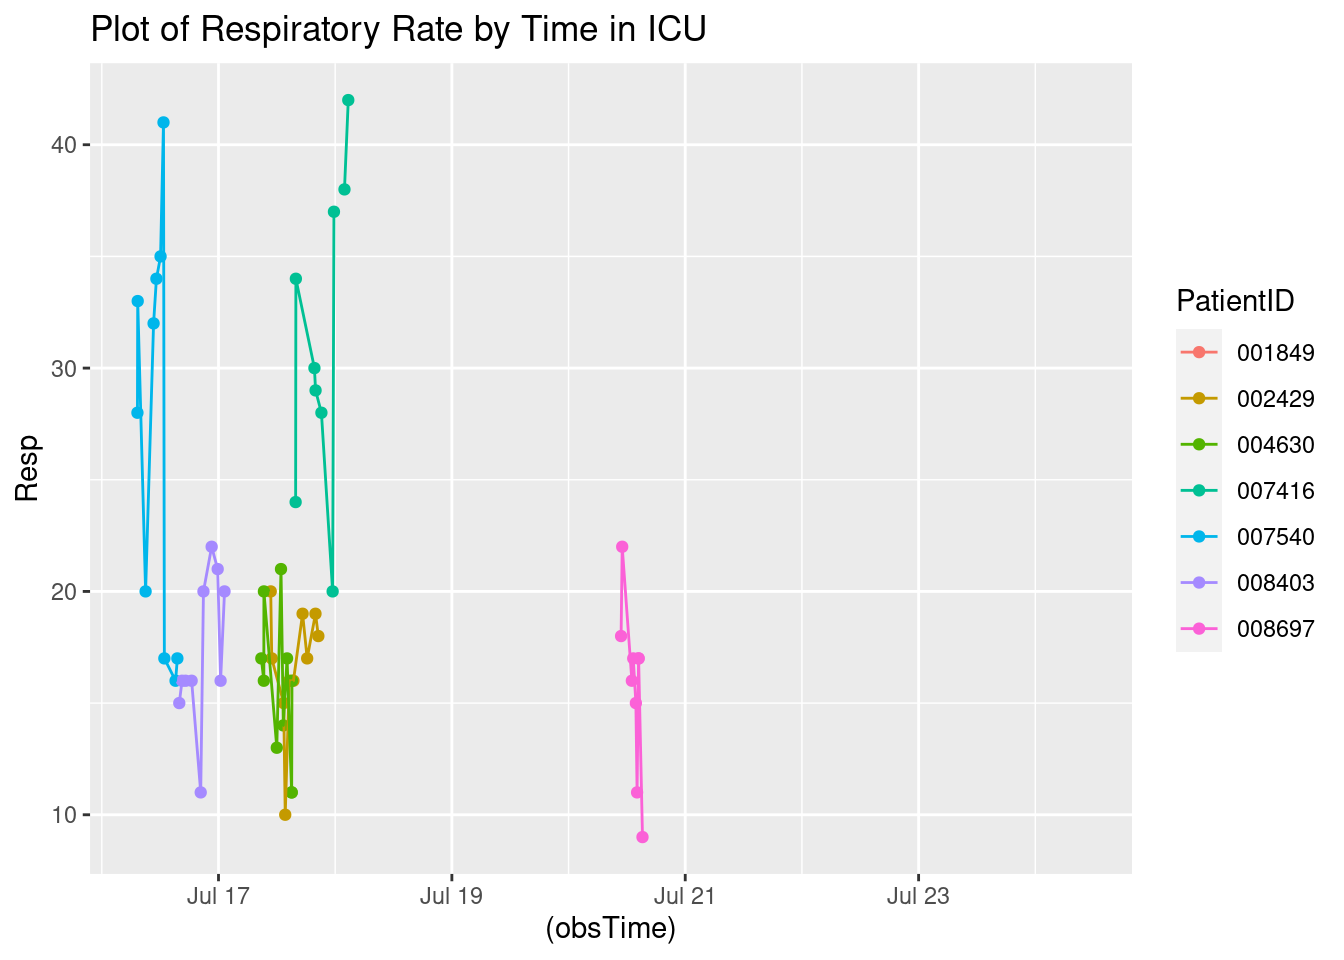 Plot of Respiratory Rate by Time in ICU
Resp
40
30
20
10
Jul 17
Jul 19
Jul 21
Jul 23
(obsTime)
PatientID
001849
002429
004630
007416
007540
008403
008697